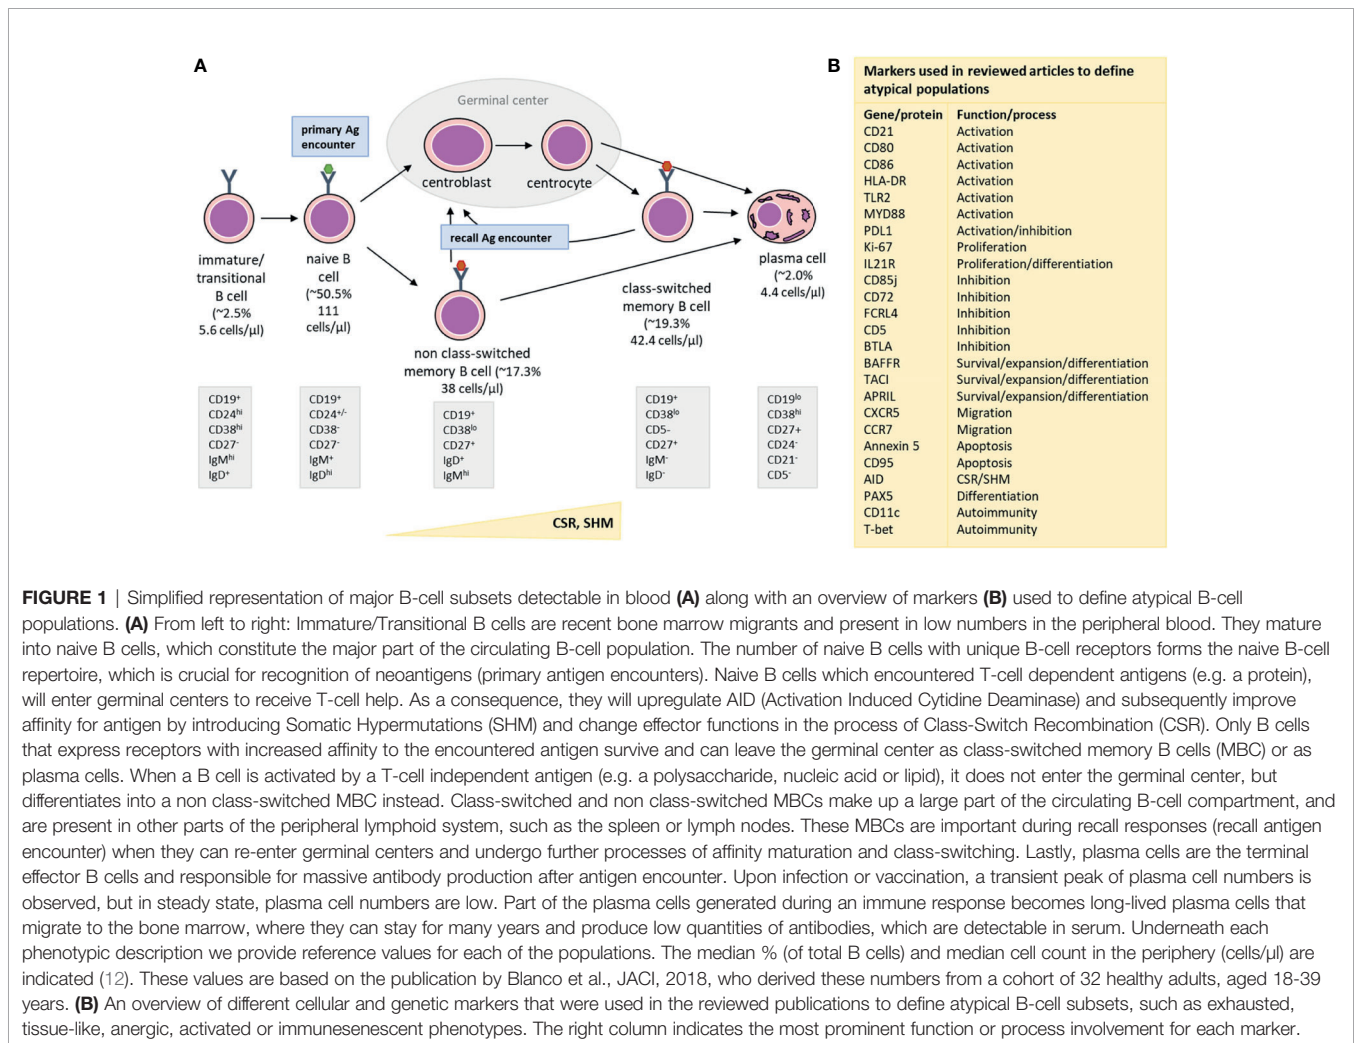 A
Germinal center
primary Ag
encounter
centroblast
centrocyte
recall Ag encounter
immature/
transitional
B cell
(~2.5%
5.6 cells/µl)
naive B
cell
(~50.5%
111
cells/µl)
non class-switched
memory B cell (~17.3%
38 cells/µl)
class-switched
memory B cell
(~19.3%
42.4 cells/µl)
plasma cell
(~2.0%
4.4 cells/µl)
CD19⁺
CD24ʰⁱ
CD38ʰⁱ
CD27⁻
IgMʰⁱ
IgD⁺
CD19⁺
CD24⁺/⁻
CD38⁻
CD27⁻
IgM⁺
IgDʰⁱ
CD19⁺
CD38ˡᵒ
CD27⁺
IgD⁺
IgMʰⁱ
CD19⁺
CD38ˡᵒ
CD5-
CD27⁺
IgM⁻
IgD⁻
CD19ˡᵒ
CD38ʰⁱ
CD27+
CD24⁻
CD21⁻
CD5⁻
CSR, SHM
B
Markers used in reviewed articles to define
atypical populations
Gene/protein Function/process
CD21 Activation
CD80 Activation
CD86 Activation
HLA-DR Activation
TLR2 Activation
MYD88 Activation
PDL1 Activation/inhibition
Ki-67 Proliferation
IL21R Proliferation/differentiation
CD85j Inhibition
CD72 Inhibition
FCRL4 Inhibition
CD5 Inhibition
BTLA Inhibition
BAFFR Survival/expansion/differentiation
TACI Survival/expansion/differentiation
APRIL Survival/expansion/differentiation
CXCR5 Migration
CCR7 Migration
Annexin 5 Apoptosis
CD95 Apoptosis
AID CSR/SHM
PAX5 Differentiation
CD11c Autoimmunity
T-bet Autoimmunity
FIGURE 1 | Simplified representation of major B-cell subsets detectable in blood (A) along with an overview of markers (B) used to define atypical B-cell
populations. (A) From left to right: Immature/Transitional B cells are recent bone marrow migrants and present in low numbers in the peripheral blood. They mature
into naive B cells, which constitute the major part of the circulating B-cell population. The number of naive B cells with unique B-cell receptors forms the naive B-cell
repertoire, which is crucial for recognition of neoantigens (primary antigen encounters). Naive B cells which encountered T-cell dependent antigens (e.g. a protein),
will enter germinal centers to receive T-cell help. As a consequence, they will upregulate AID (Activation Induced Cytidine Deaminase) and subsequently improve
affinity for antigen by introducing Somatic Hypermutations (SHM) and change effector functions in the process of Class-Switch Recombination (CSR). Only B cells
that express receptors with increased affinity to the encountered antigen survive and can leave the germinal center as class-switched memory B cells (MBC) or as
plasma cells. When a B cell is activated by a T-cell independent antigen (e.g. a polysaccharide, nucleic acid or lipid), it does not enter the germinal center, but
differentiates into a non class-switched MBC instead. Class-switched and non class-switched MBCs make up a large part of the circulating B-cell compartment, and
are present in other parts of the peripheral lymphoid system, such as the spleen or lymph nodes. These MBCs are important during recall responses (recall antigen
encounter) when they can re-enter germinal centers and undergo further processes of affinity maturation and class-switching. Lastly, plasma cells are the terminal
effector B cells and responsible for massive antibody production after antigen encounter. Upon infection or vaccination, a transient peak of plasma cell numbers is
observed, but in steady state, plasma cell numbers are low. Part of the plasma cells generated during an immune response becomes long-lived plasma cells that
migrate to the bone marrow, where they can stay for many years and produce low quantities of antibodies, which are detectable in serum. Underneath each
phenotypic description we provide reference values for each of the populations. The median % (of total B cells) and median cell count in the periphery (cells/µl) are
indicated (12). These values are based on the publication by Blanco et al., JACI, 2018, who derived these numbers from a cohort of 32 healthy adults, aged 18-39
years. (B) An overview of different cellular and genetic markers that were used in the reviewed publications to define atypical B-cell subsets, such as exhausted,
tissue-like, anergic, activated or immunesenescent phenotypes. The right column indicates the most prominent function or process involvement for each marker.